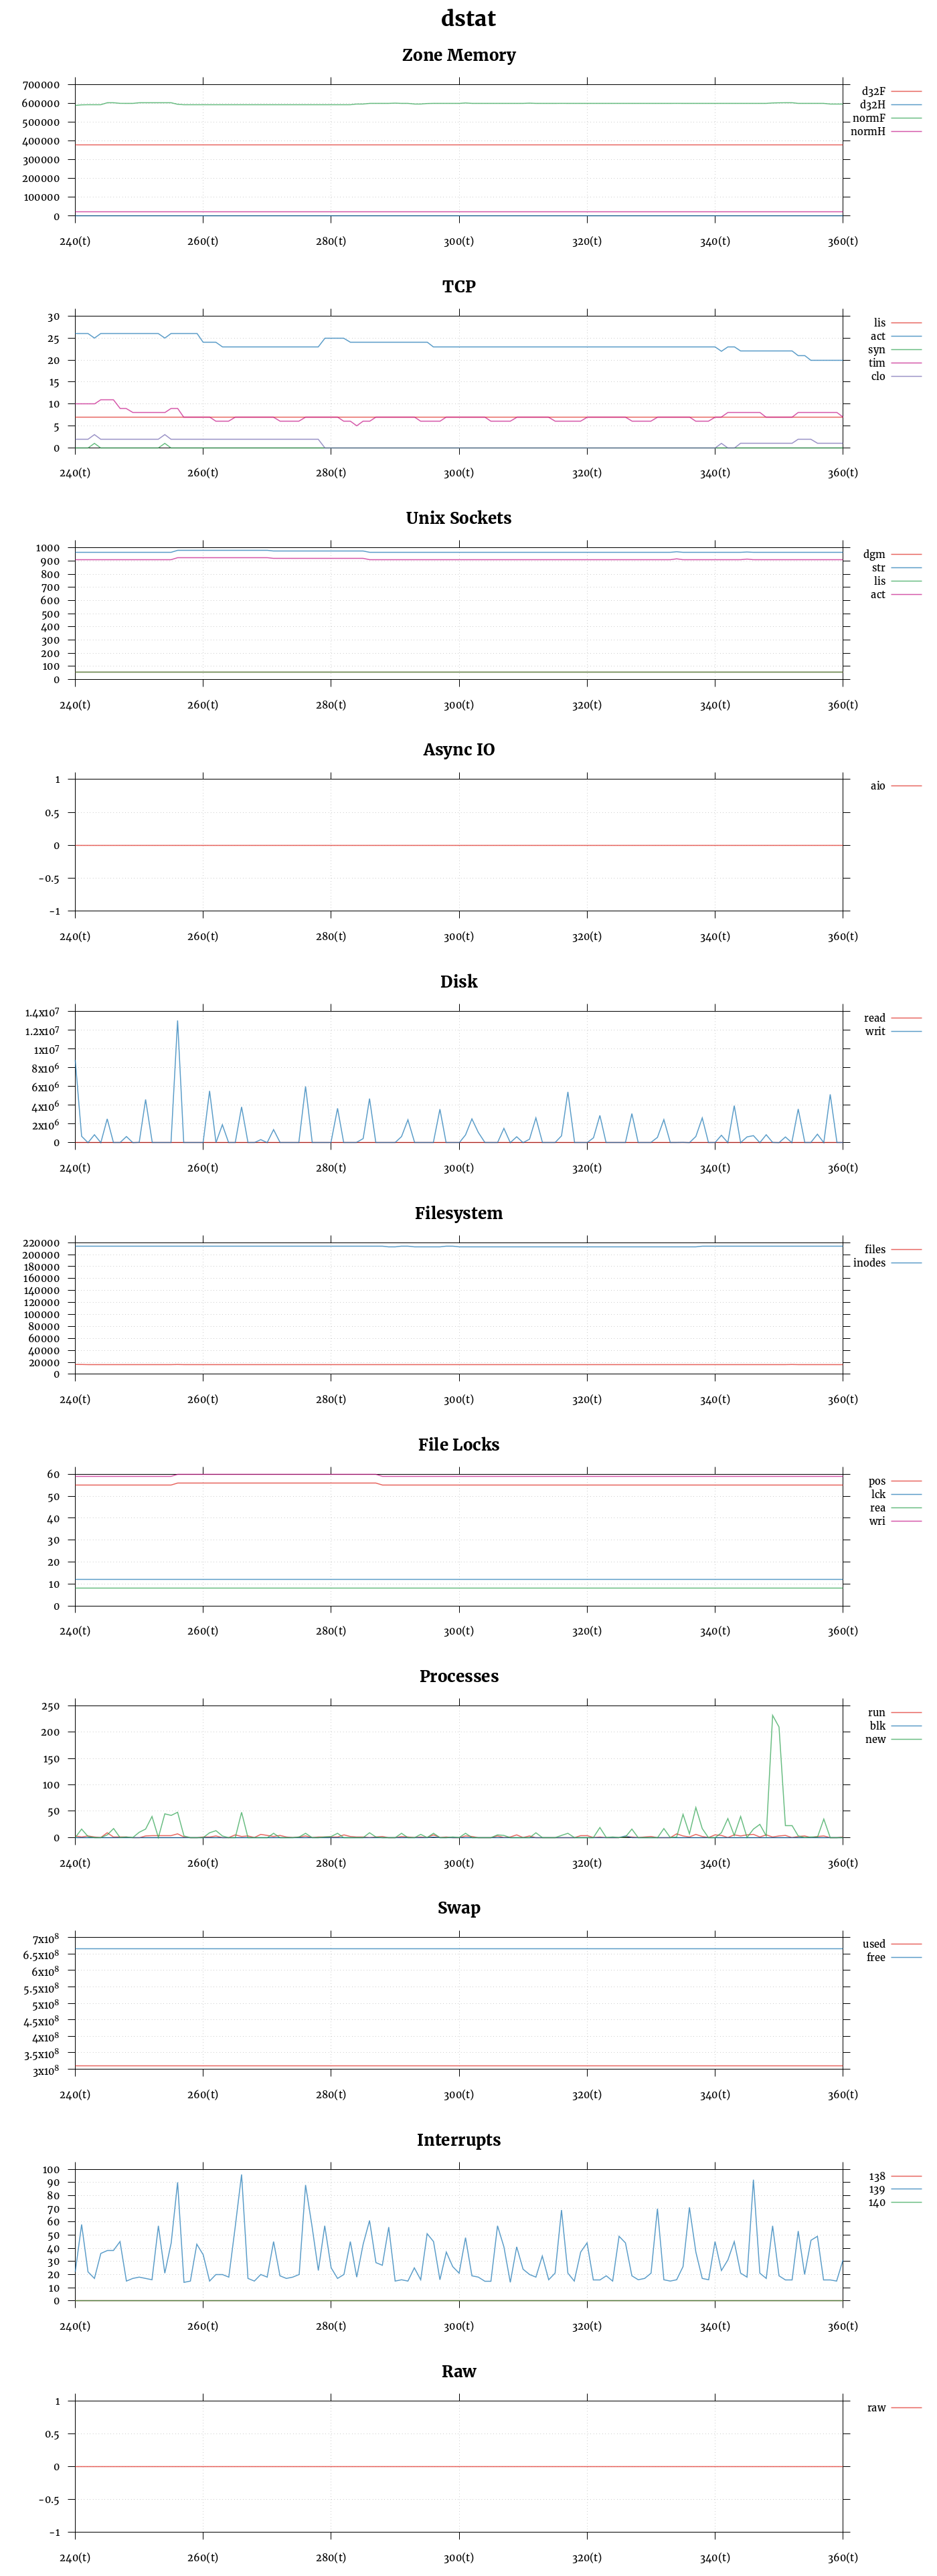 dstat
Zone Memory
700000
600000
500000
400000
300000
200000
100000
0
240(t) 260(t) 280(t) 300(t) 320(t) 340(t) 360(t)
d32F
d32H
normF
normH
TCP
30
25
20
15
10
5
0
240(t) 260(t) 280(t) 300(t) 320(t) 340(t) 360(t)
lis
act
syn
tim
clo
Unix Sockets
1000
900
800
700
600
500
400
300
200
100
0
240(t) 260(t) 280(t) 300(t) 320(t) 340(t) 360(t)
dgm
str
lis
act
Async IO
1
0.5
0
-0.5
-1
240(t) 260(t) 280(t) 300(t) 320(t) 340(t) 360(t)
aio
Disk
1.4x10⁷
1.2x10⁷
1x10⁷
8x10⁶
6x10⁶
4x10⁶
2x10⁶
0
240(t) 260(t) 280(t) 300(t) 320(t) 340(t) 360(t)
read
writ
Filesystem
220000
200000
180000
160000
140000
120000
100000
80000
60000
40000
20000
0
240(t) 260(t) 280(t) 300(t) 320(t) 340(t) 360(t)
files
inodes
File Locks
60
50
40
30
20
10
0
240(t) 260(t) 280(t) 300(t) 320(t) 340(t) 360(t)
pos
lck
rea
wri
Processes
250
200
150
100
50
0
240(t) 260(t) 280(t) 300(t) 320(t) 340(t) 360(t)
run
blk
new
Swap
7x10⁸
6.5x10⁸
6x10⁸
5.5x10⁸
5x10⁸
4.5x10⁸
4x10⁸
3.5x10⁸
3x10⁸
240(t) 260(t) 280(t) 300(t) 320(t) 340(t) 360(t)
used
free
Interrupts
100
90
80
70
60
50
40
30
20
10
0
240(t) 260(t) 280(t) 300(t) 320(t) 340(t) 360(t)
138
139
140
Raw
1
0.5
0
-0.5
-1
240(t) 260(t) 280(t) 300(t) 320(t) 340(t) 360(t)
raw